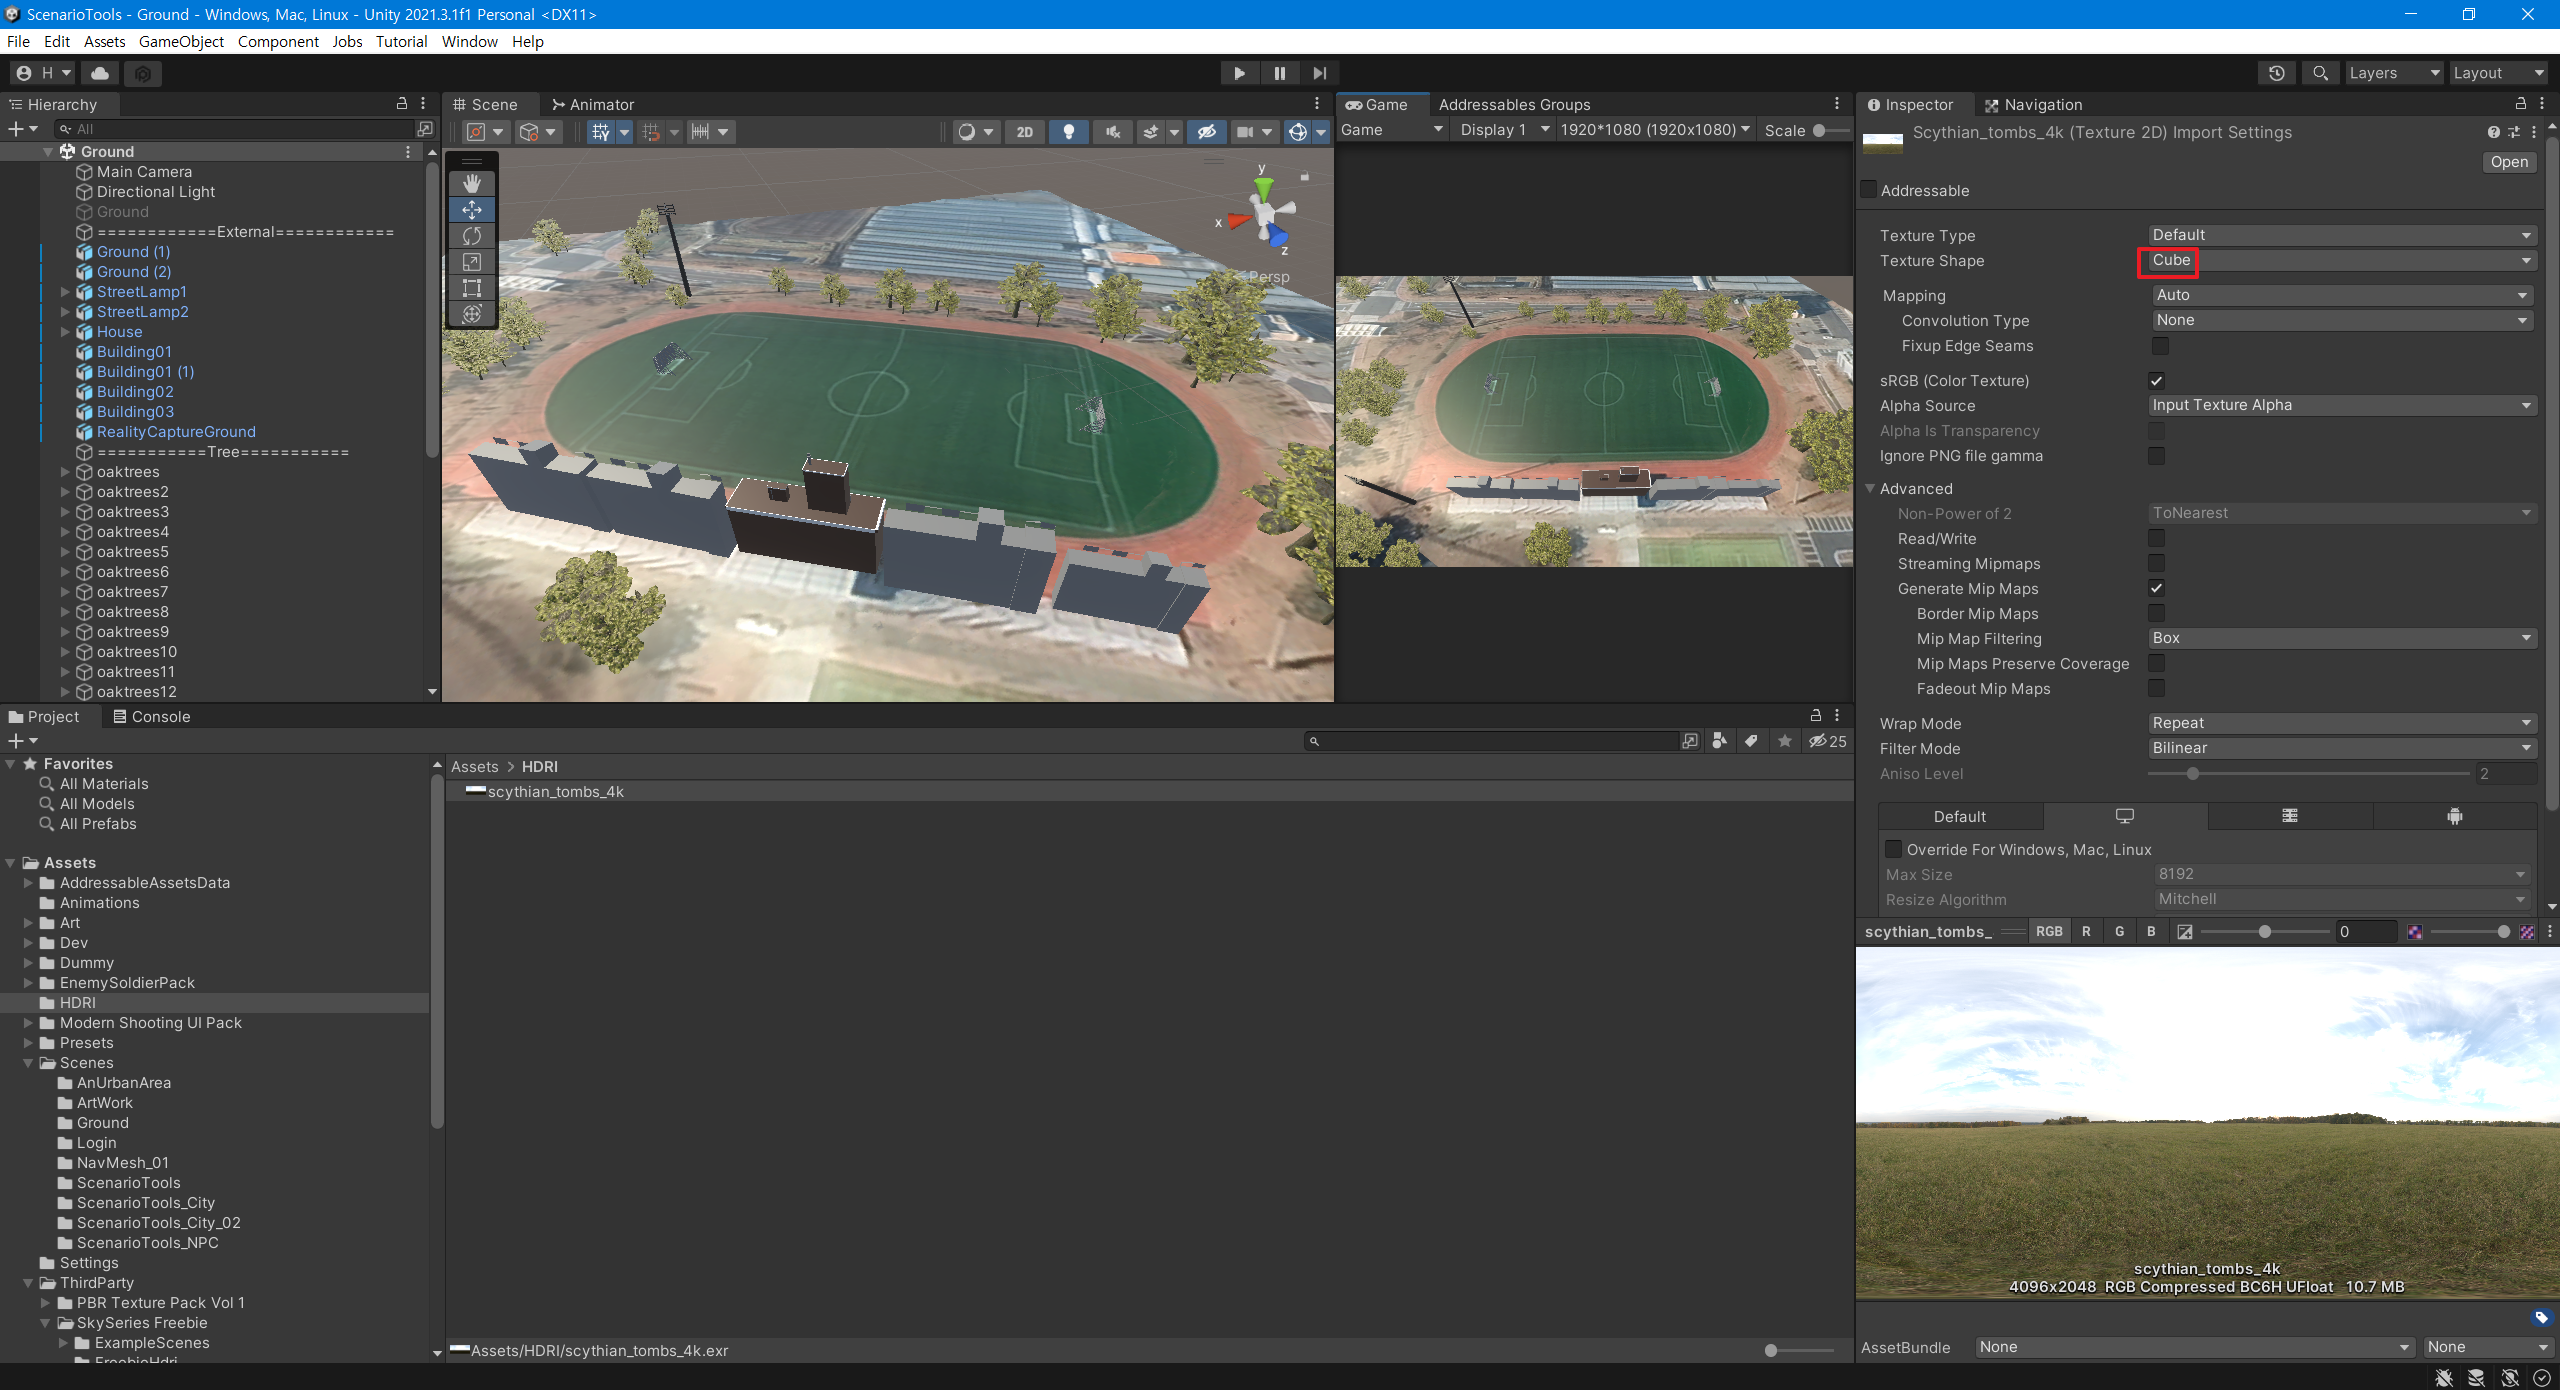 ScenarioTools - Ground - Windows, Mac, Linux - Unity 2021.3.1f1 Personal <DX11>
File Edit Assets GameObject Component Jobs Tutorial Window Help
H
Layers
Layout
Hierarchy
All
Ground
Main Camera
Directional Light
Ground
============External============
Ground (1)
Ground (2)
StreetLamp1
StreetLamp2
House
Building01
Building01 (1)
Building02
Building03
RealityCaptureGround
===========Tree===========
oaktrees
oaktrees2
oaktrees3
oaktrees4
oaktrees5
oaktrees6
oaktrees7
oaktrees8
oaktrees9
oaktrees10
oaktrees11
oaktrees12
Scene
Animator
2D
y
x
z
Persp
Game
Addressables Groups
Game
Display 1
1920*1080 (1920x1080)
Scale
Project
Console
25
Favorites
All Materials
All Models
All Prefabs
Assets
AddressableAssetsData
Animations
Art
Dev
Dummy
EnemySoldierPack
HDRI
Modern Shooting UI Pack
Presets
Scenes
AnUrbanArea
ArtWork
Ground
Login
NavMesh_01
ScenarioTools
ScenarioTools_City
ScenarioTools_City_02
ScenarioTools_NPC
Settings
ThirdParty
PBR Texture Pack Vol 1
SkySeries Freebie
ExampleScenes
FreebieHdri
Assets > HDRI
scythian_tombs_4k
Assets/HDRI/scythian_tombs_4k.exr
Inspector
Navigation
Scythian_tombs_4k (Texture 2D) Import Settings
Open
Addressable
Texture Type Default
Texture Shape Cube
Mapping Auto
Convolution Type None
Fixup Edge Seams
sRGB (Color Texture)
Alpha Source Input Texture Alpha
Alpha Is Transparency
Ignore PNG file gamma
Advanced
Non-Power of 2 ToNearest
Read/Write
Streaming Mipmaps
Generate Mip Maps
Border Mip Maps
Mip Map Filtering Box
Mip Maps Preserve Coverage
Fadeout Mip Maps
Wrap Mode Repeat
Filter Mode Bilinear
Aniso Level 2
Default
Override For Windows, Mac, Linux
Max Size 8192
Resize Algorithm Mitchell
scythian_tombs_ RGB R G B 0
scythian_tombs_4k
4096x2048 RGB Compressed BC6H UFloat 10.7 MB
AssetBundle None None